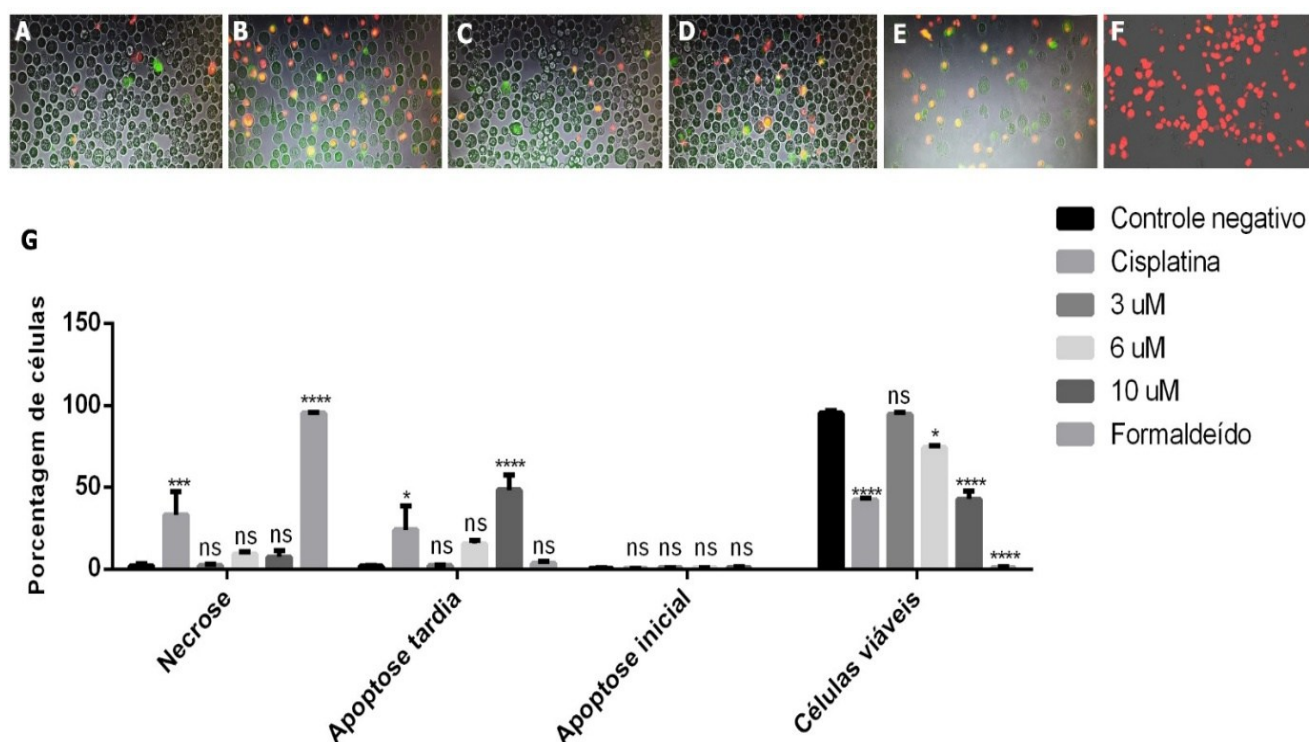 A B C D E F
G
Controle negativo
Cisplatina
3 uM
6 uM
10 uM
Formaldeído
Porcentagem de células
150
100
50
0
*** ns ns ns ****
* ns ns **** ns
ns ns ns ns
**** ns * **** ****
Necrose
Apoptose tardia
Apoptose inicial
Células viáveis